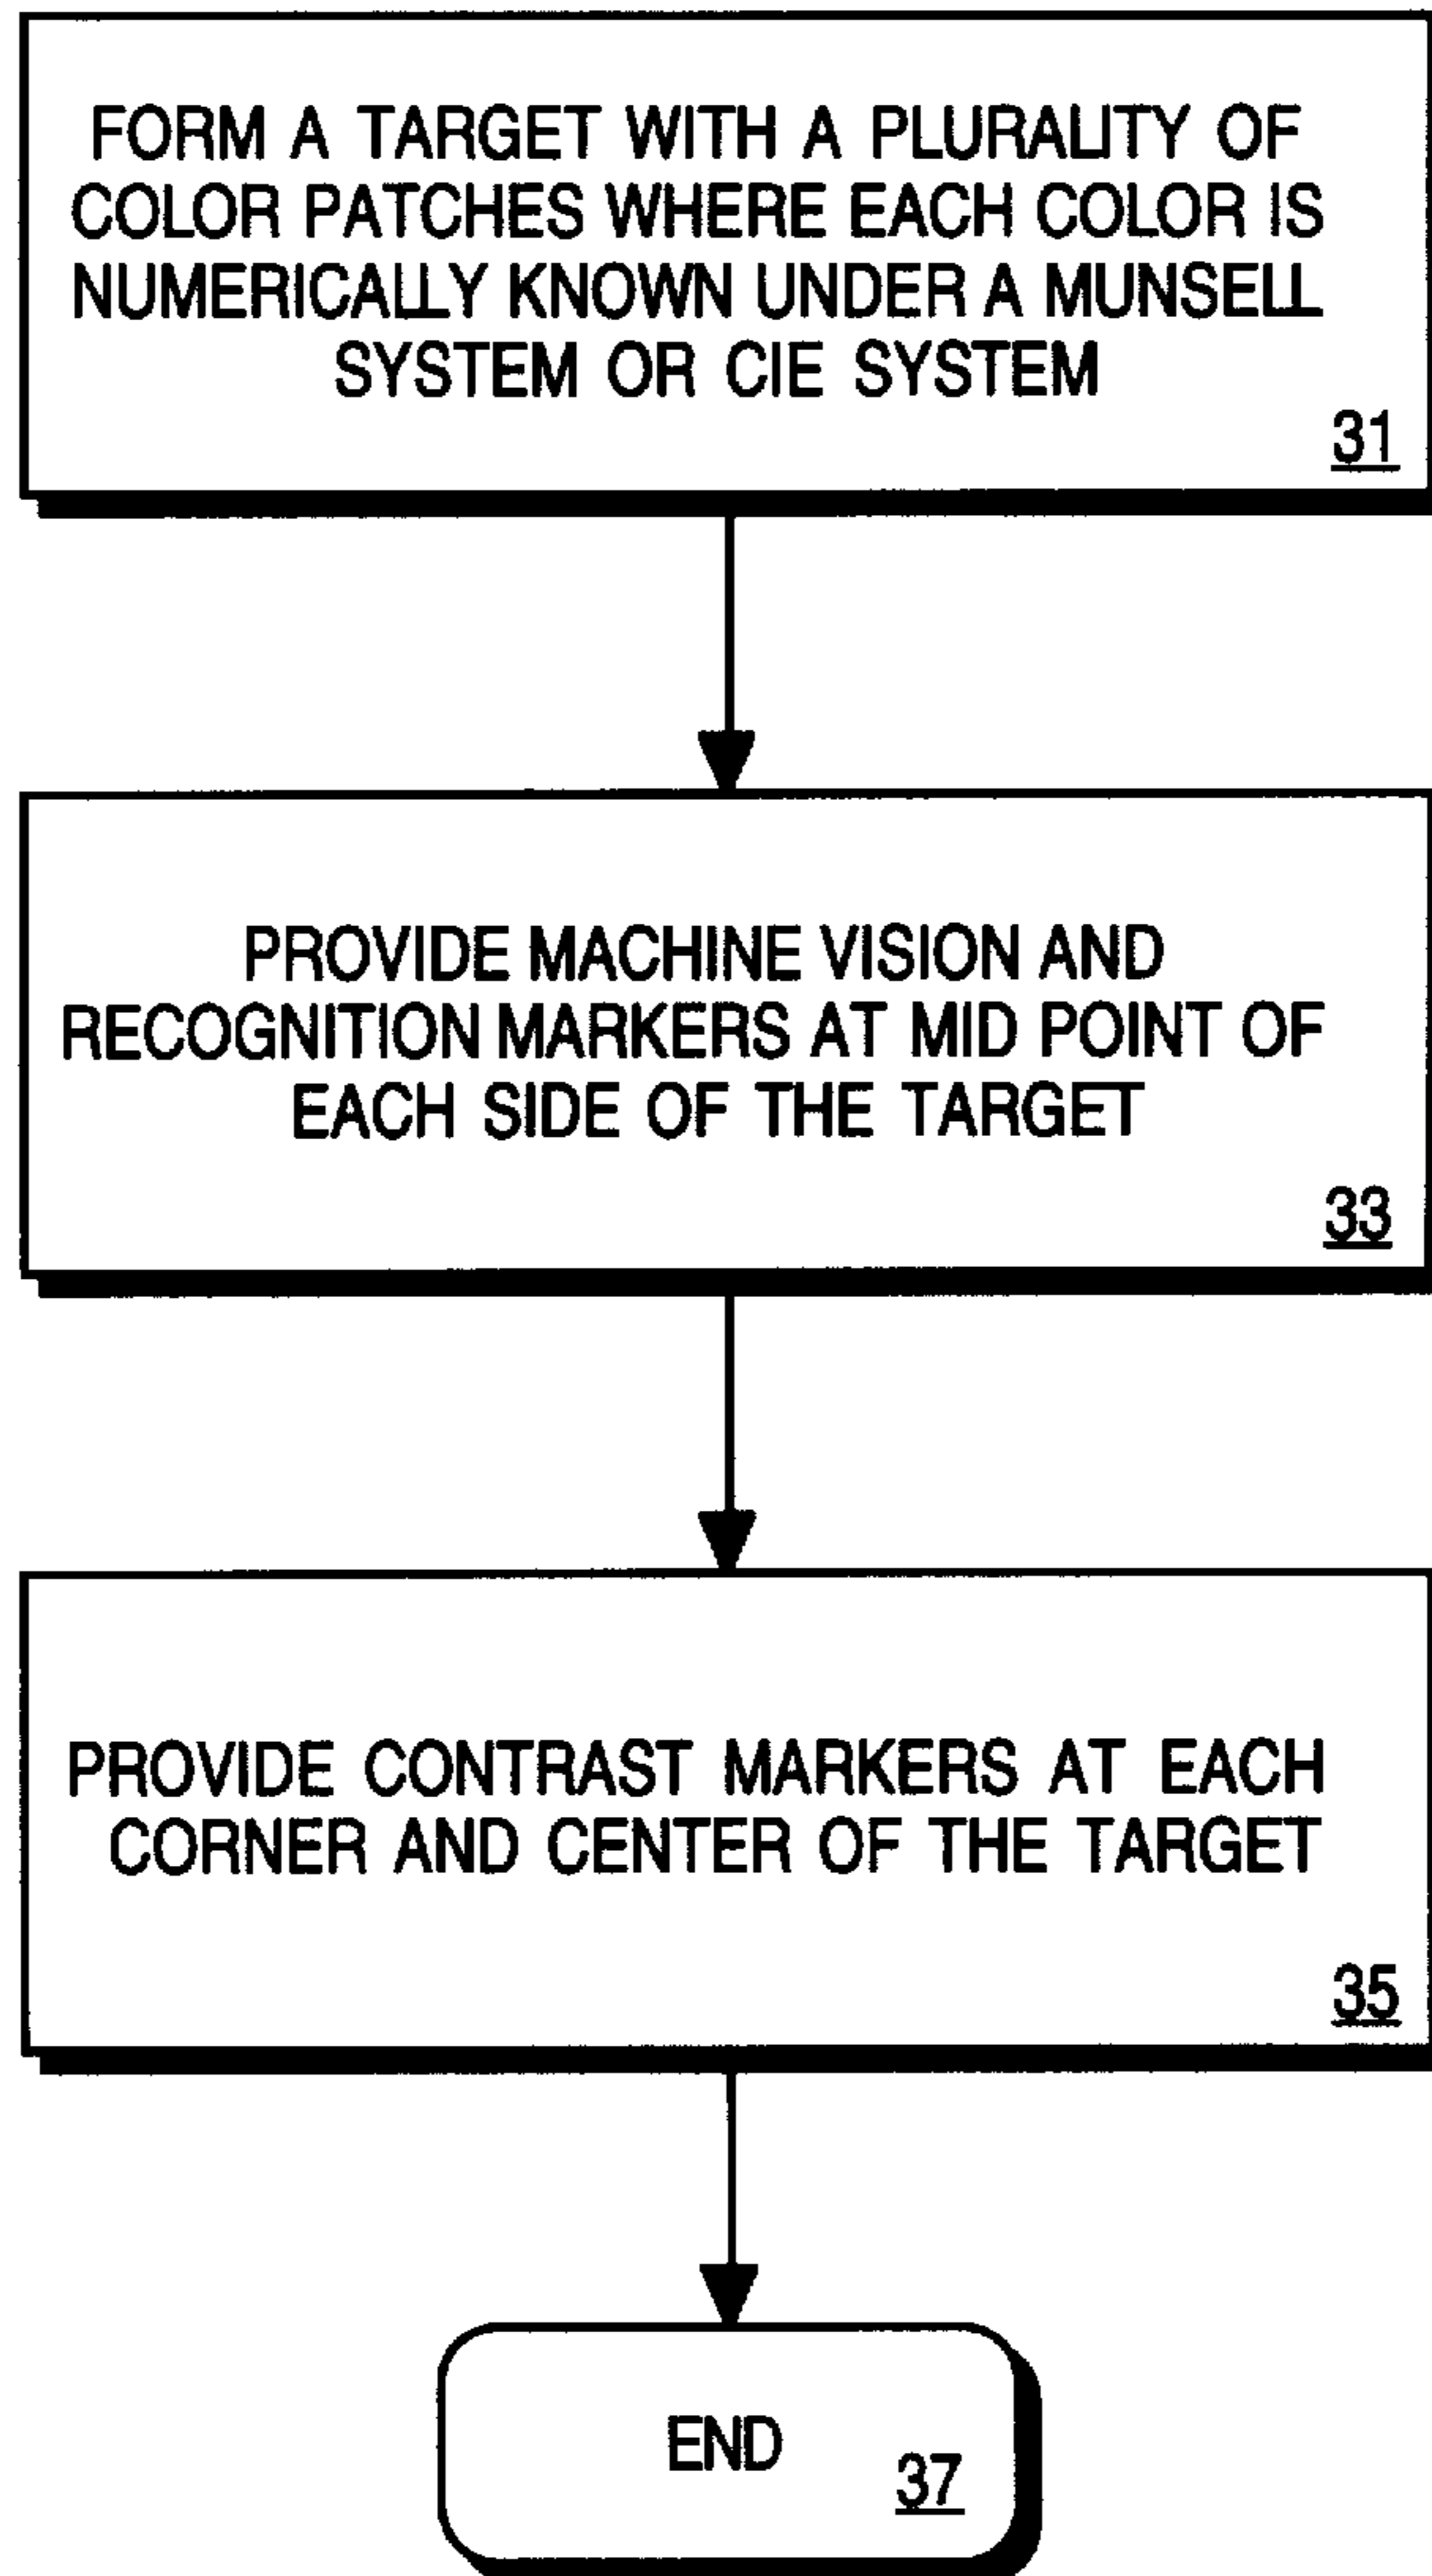 FORM A TARGET WITH A PLURALITY OF
COLOR PATCHES WHERE EACH COLOR IS
NUMERICALLY KNOWN UNDER A MUNSELL
SYSTEM OR CIE SYSTEM
31
PROVIDE MACHINE VISION AND
RECOGNITION MARKERS AT MID POINT OF
EACH SIDE OF THE TARGET
33
PROVIDE CONTRAST MARKERS AT EACH
CORNER AND CENTER OF THE TARGET
35
END
37